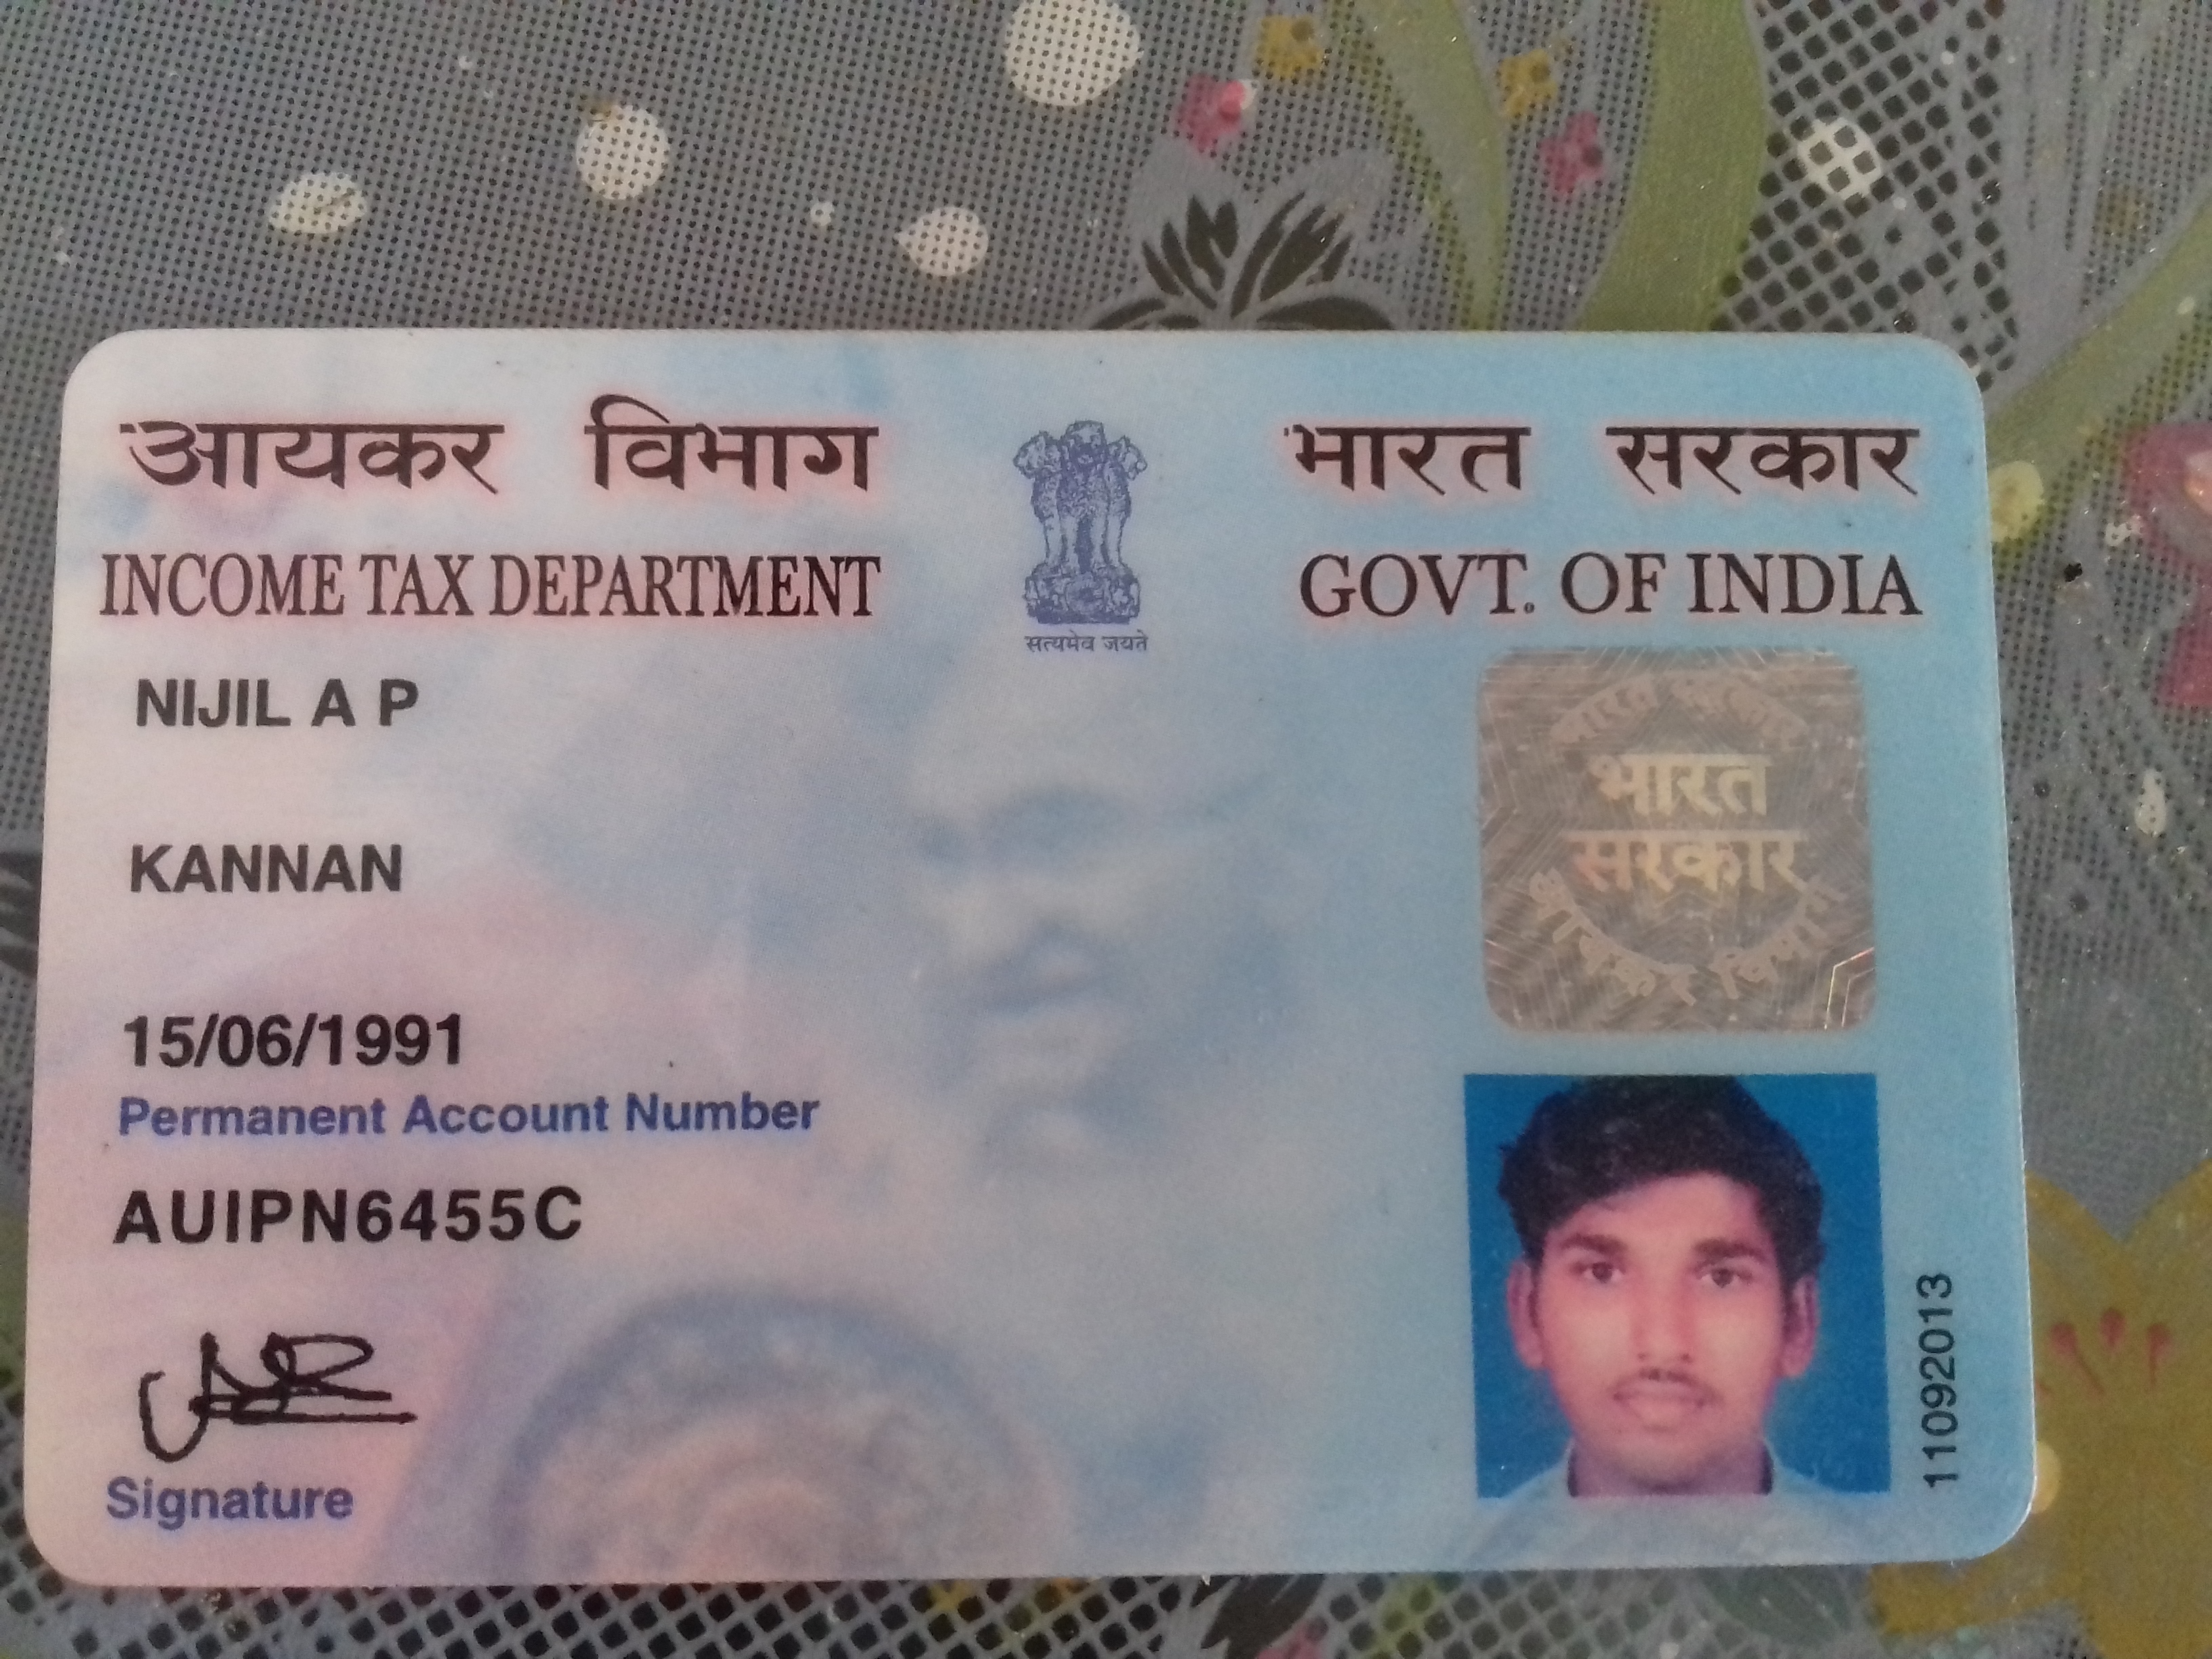 आयकर विभाग
INCOME TAX DEPARTMENT
सत्यमेव जयते
भारत सरकार
GOVT. OF INDIA
NIJIL A P
KANNAN
15/06/1991
Permanent Account Number
AUIPN6455C
Signature
भारत
सरकार
11092013